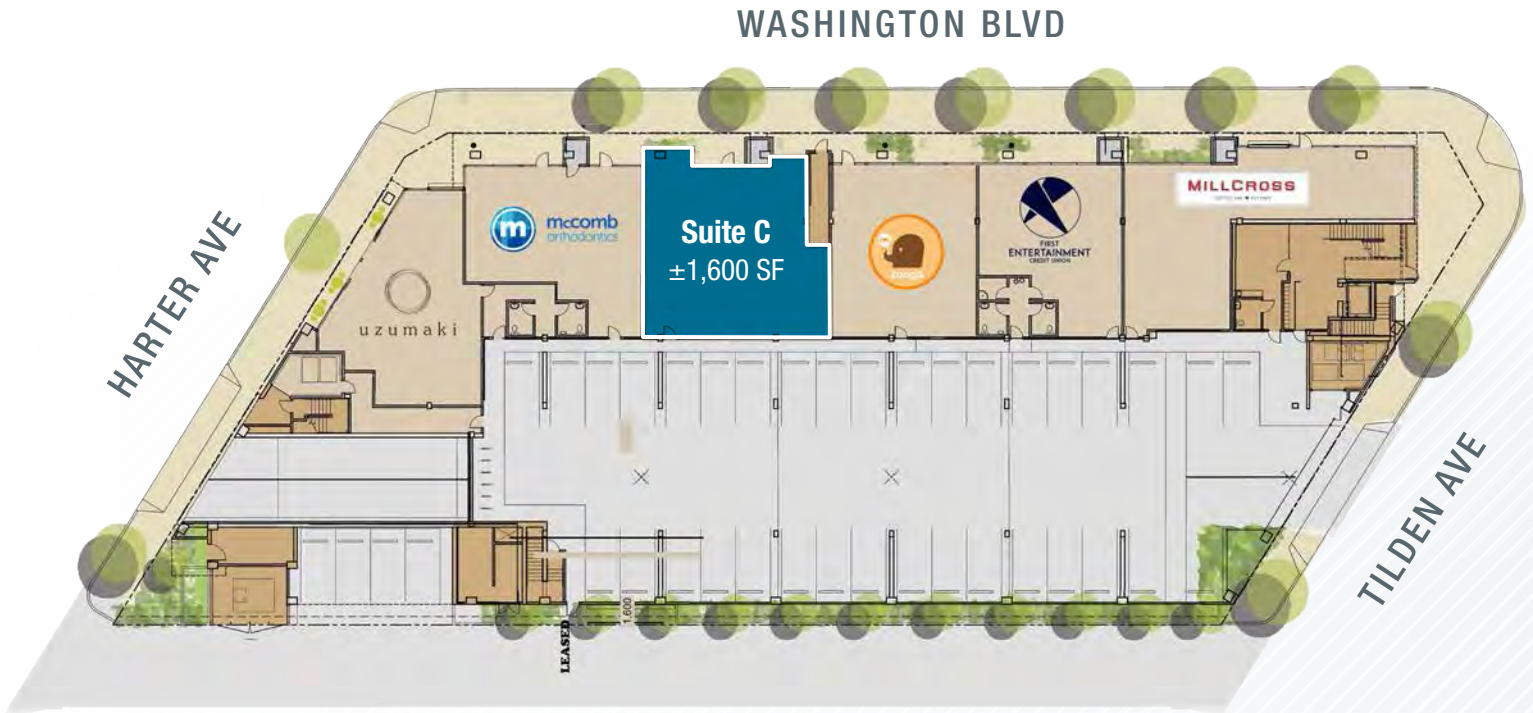 WASHINGTON BLVD
HARTER AVE
uzumaki
m
mccomb
orthodontics
Suite C
±1,600 SF
FIRST
ENTERTAINMENT
CREDIT UNION
MILLCROSS
TILDEN AVE
LEASED
1,600